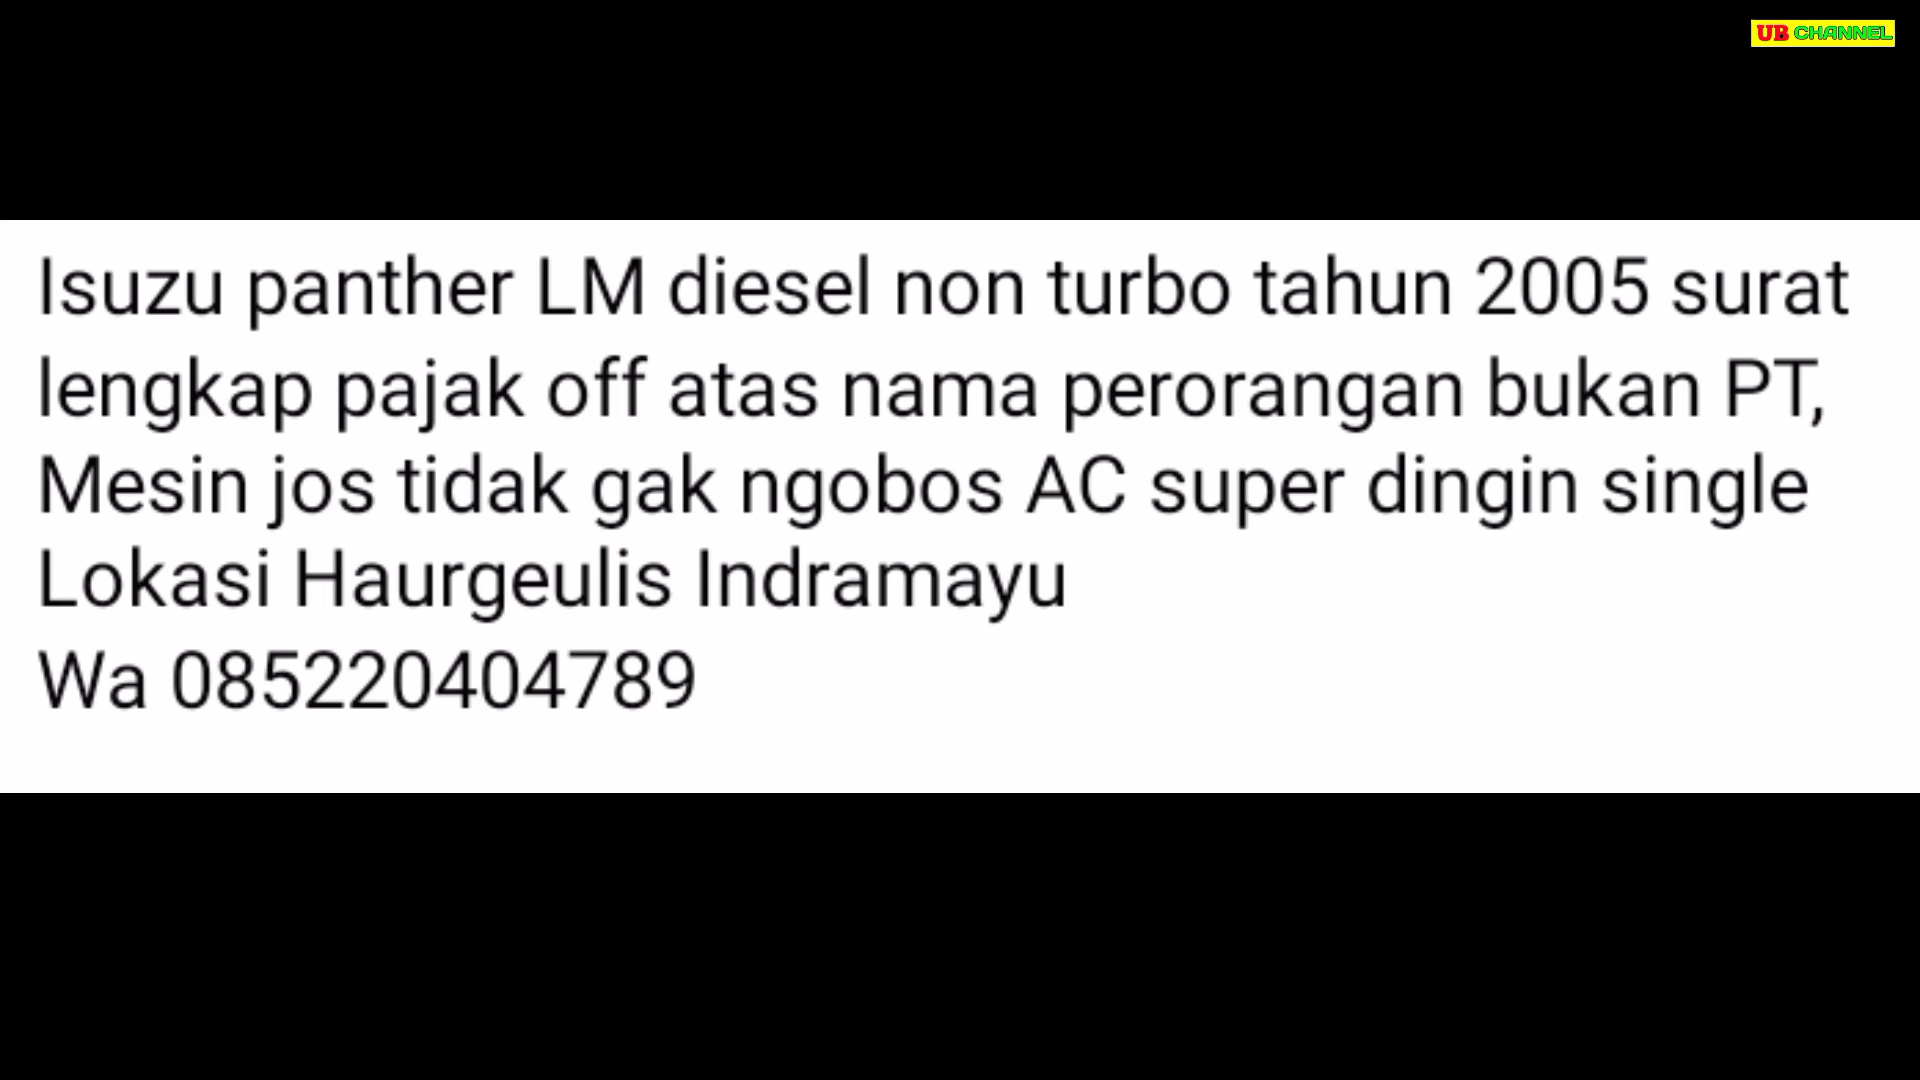 UB CHANNEL
Isuzu panther LM diesel non turbo tahun 2005 surat
lengkap pajak off atas nama perorangan bukan PT,
Mesin jos tidak gak ngobos AC super dingin single
Lokasi Haurgeulis Indramayu
Wa 085220404789